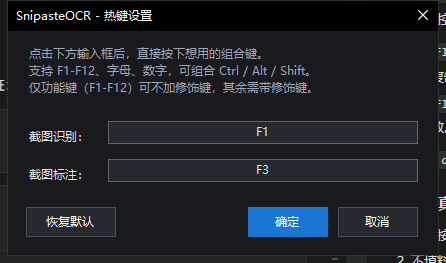 SnipasteOCR - 热键设置
点击下方输入框后，直接按下想用的组合键。
支持 F1-F12、字母、数字，可组合 Ctrl / Alt / Shift。
仅功能键（F1-F12）可不加修饰键，其余需带修饰键。
截图识别：
F1
截图标注：
F3
恢复默认
确定
取消